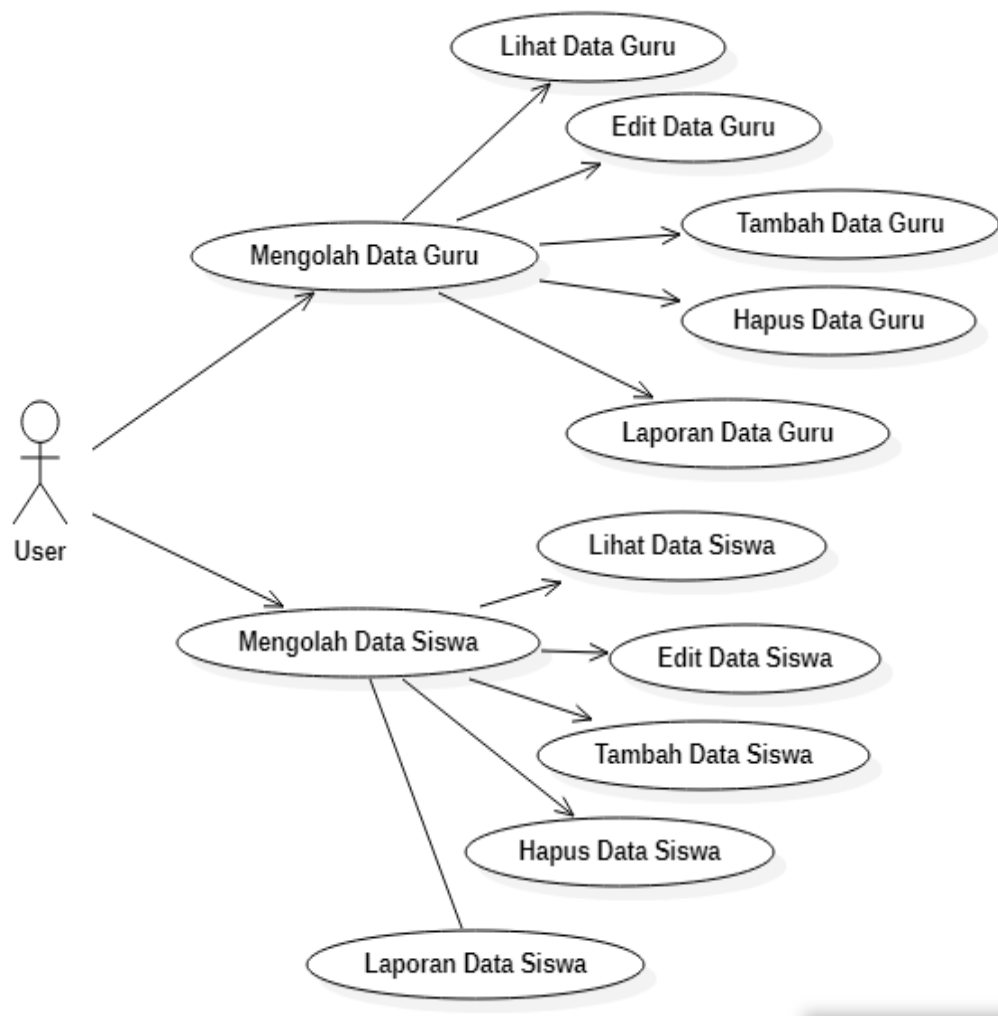 Lihat Data Guru
Edit Data Guru
Tambah Data Guru
Mengolah Data Guru
Hapus Data Guru
Laporan Data Guru
User
Lihat Data Siswa
Mengolah Data Siswa
Edit Data Siswa
Tambah Data Siswa
Hapus Data Siswa
Laporan Data Siswa